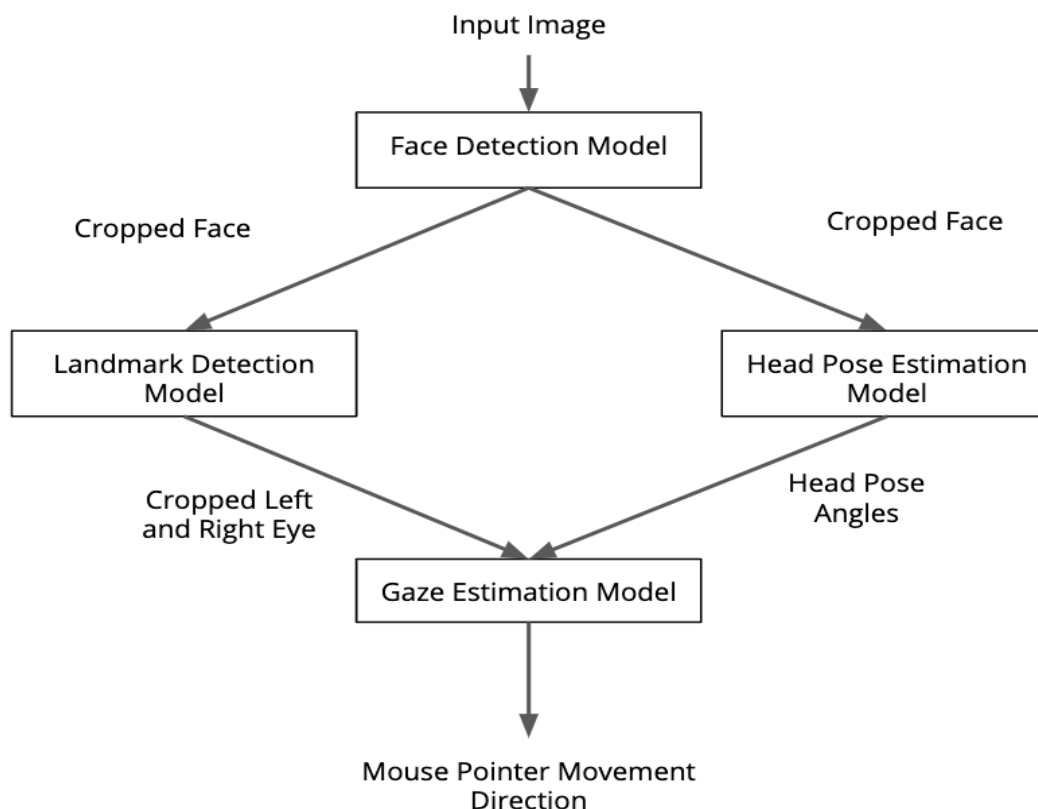 Input Image
Face Detection Model
Cropped Face
Cropped Face
Landmark Detection
Model
Head Pose Estimation
Model
Cropped Left
and Right Eye
Head Pose
Angles
Gaze Estimation Model
Mouse Pointer Movement
Direction